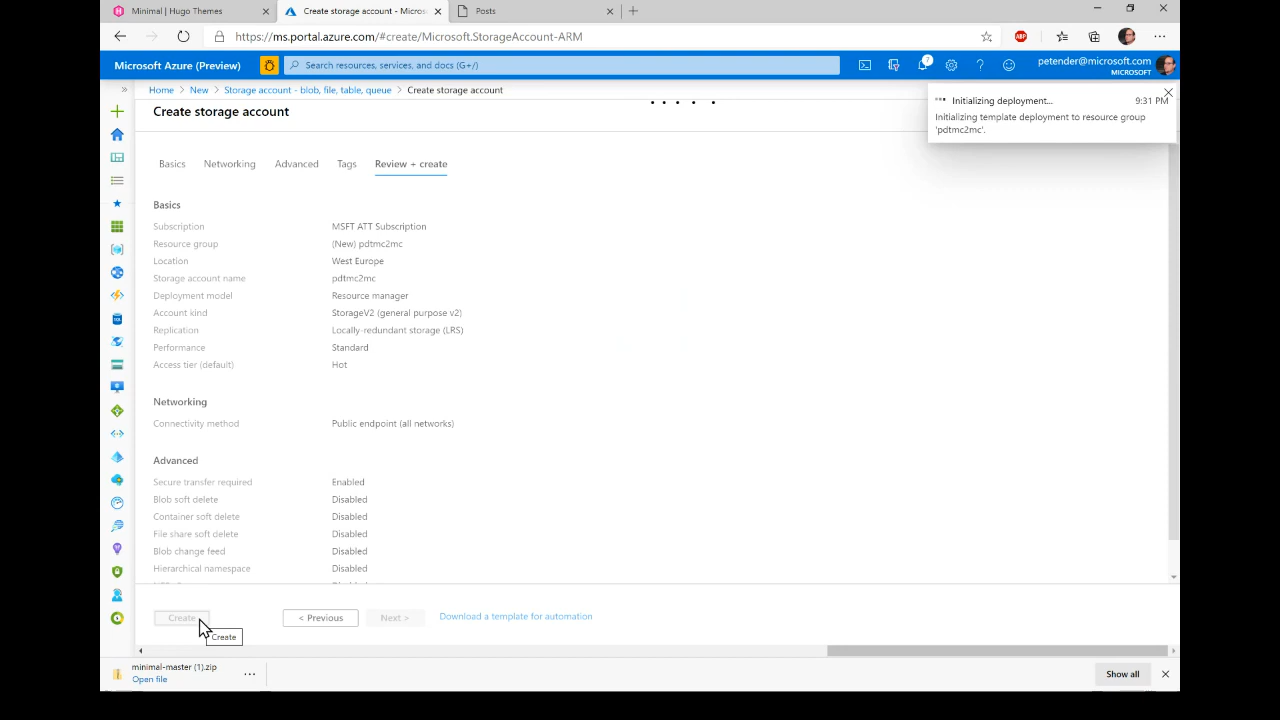 Minimal | Hugo Themes
Create storage account - Micros
Posts
https://ms.portal.azure.com/#create/Microsoft.StorageAccount-ARM
ABP
Microsoft Azure (Preview)
Search resources, services, and docs (G+/)
7
petender@microsoft.com
MICROSOFT
Home > New > Storage account - blob, file, table, queue > Create storage account
Create storage account
Initializing deployment...
9:31 PM
Initializing template deployment to resource group
'pdtmc2mc'.
Basics
Networking
Advanced
Tags
Review + create
Basics
Subscription MSFT ATT Subscription
Resource group (New) pdtmc2mc
Location West Europe
Storage account name pdtmc2mc
Deployment model Resource manager
Account kind StorageV2 (general purpose v2)
Replication Locally-redundant storage (LRS)
Performance Standard
Access tier (default) Hot
Networking
Connectivity method Public endpoint (all networks)
Advanced
Secure transfer required Enabled
Blob soft delete Disabled
Container soft delete Disabled
File share soft delete Disabled
Blob change feed Disabled
Hierarchical namespace Disabled
Create
< Previous
Next >
Download a template for automation
Create
minimal-master (1).zip
Open file
Show all